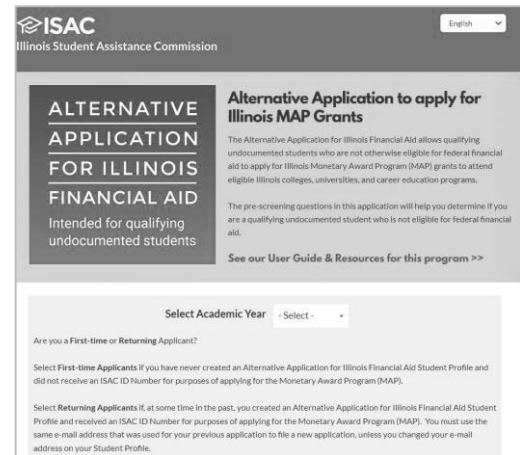 ISAC
English
Illinois Student Assistance Commission
ALTERNATIVE
APPLICATION
FOR ILLINOIS
FINANCIAL AID
Intended for qualifying
undocumented students
Alternative Application to apply for
Illinois MAP Grants
The Alternative Application for Illinois Financial Aid allows qualifying
undocumented students who are not otherwise eligible for federal financial
aid to apply for Illinois Monetary Award Program (MAP) grants to attend
eligible Illinois colleges, universities, and career education programs.
The pre-screening questions in this application will help you determine if you
are a qualifying undocumented student who is not eligible for federal financial
aid.
See our User Guide & Resources for this program >>
Select Academic Year - Select -
Are you a First-time or Returning Applicant?
Select First-time Applicants if you have never created an Alternative Application for Illinois Financial Aid Student Profile and
did not receive an ISAC ID Number for purposes of applying for the Monetary Award Program (MAP).
Select Returning Applicants if, at some time in the past, you created an Alternative Application for Illinois Financial Aid Student
Profile and received an ISAC ID Number for purposes of applying for the Monetary Award Program (MAP). You must use the
same e-mail address that was used for your previous application to file a new application, unless you changed your e-mail
address on your Student Profile.